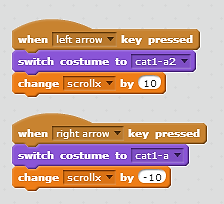 when left arrow key pressed
switch costume to cat1-a2
change scrollx by 10
when right arrow key pressed
switch costume to cat1-a
change scrollx by -10